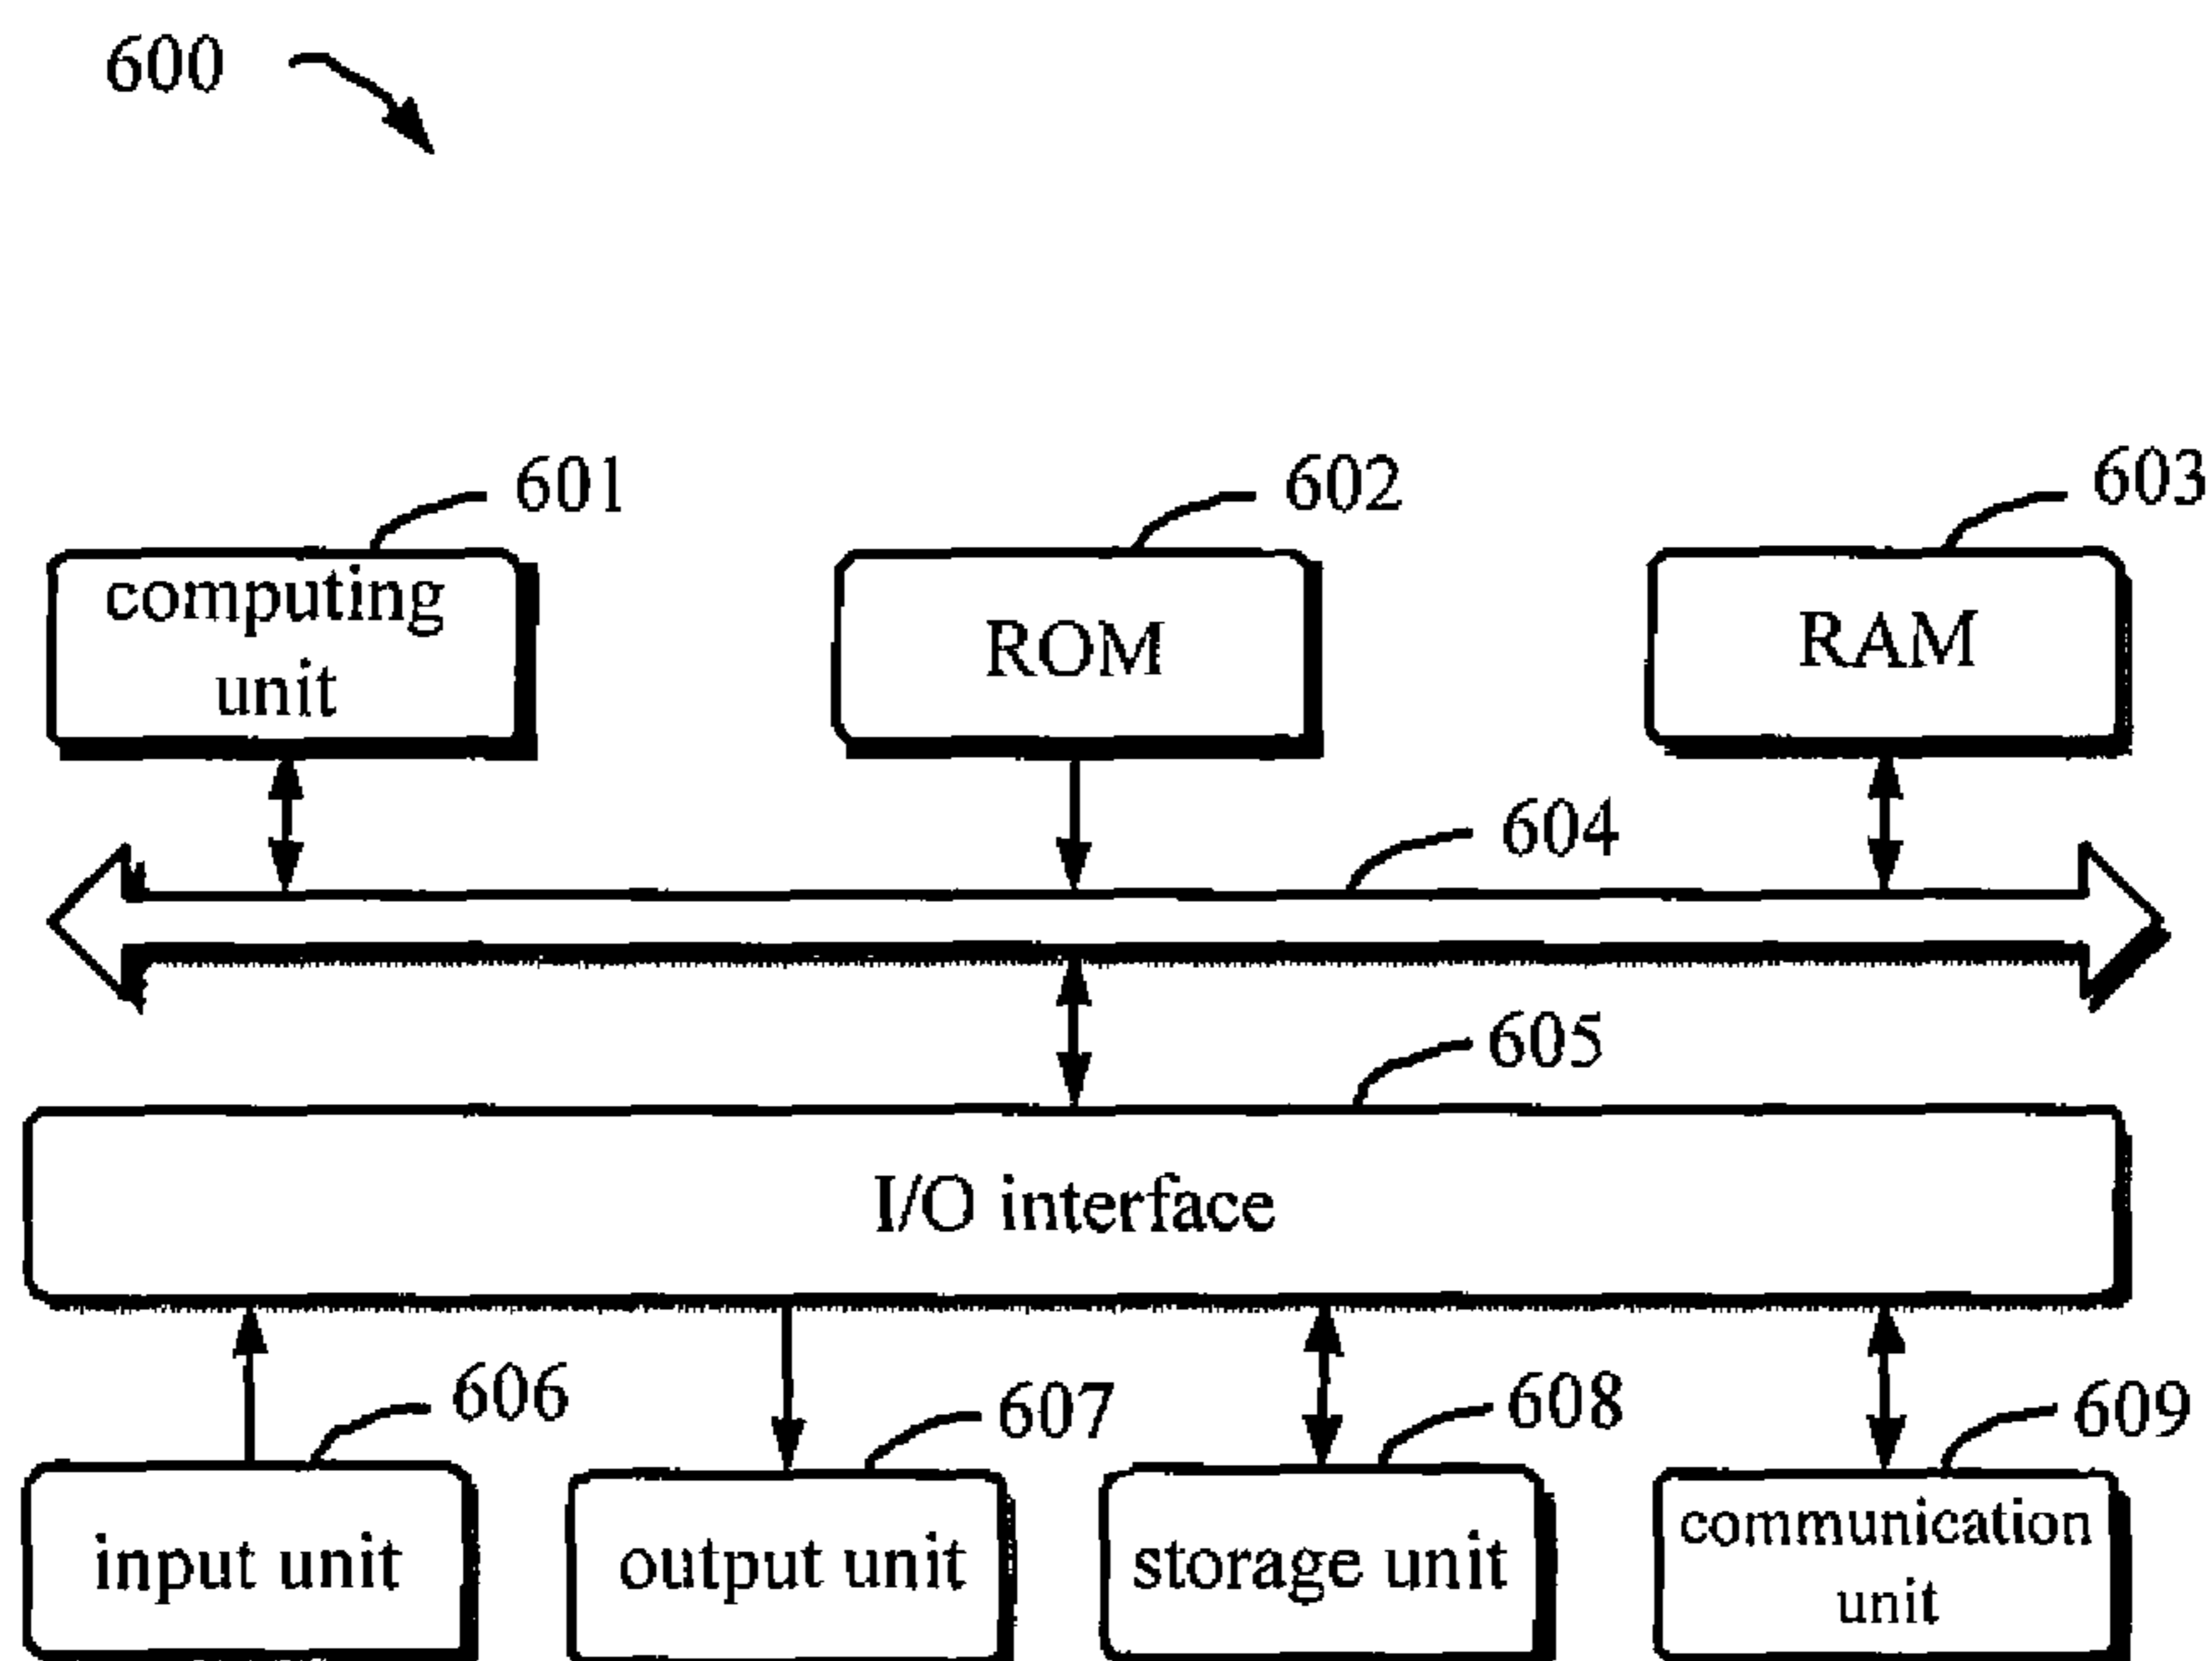 600
601
602
603
computing
unit
ROM
RAM
604
605
I/O interface
606
607
608
609
input unit
output unit
storage unit
communication
unit